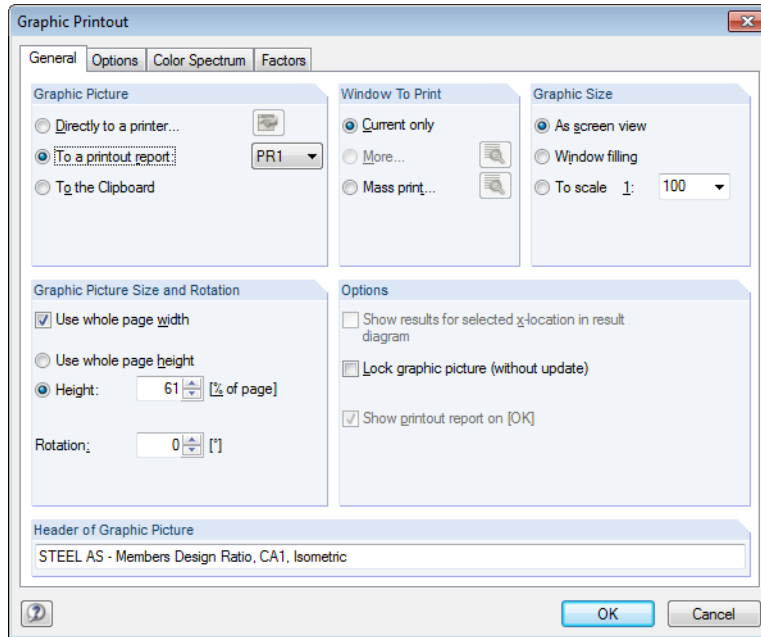 Graphic Printout
General Options Color Spectrum Factors
Graphic Picture
Directly to a printer...
To a printout report: PR1
To the Clipboard
Window To Print
Current only
More...
Mass print...
Graphic Size
As screen view
Window filling
To scale 1: 100
Graphic Picture Size and Rotation
Use whole page width
Use whole page height
Height: 61 [% of page]
Rotation: 0 [°]
Options
Show results for selected x-location in result
diagram
Lock graphic picture (without update)
Show printout report on [OK]
Header of Graphic Picture
STEEL AS - Members Design Ratio, CA1, Isometric
OK Cancel